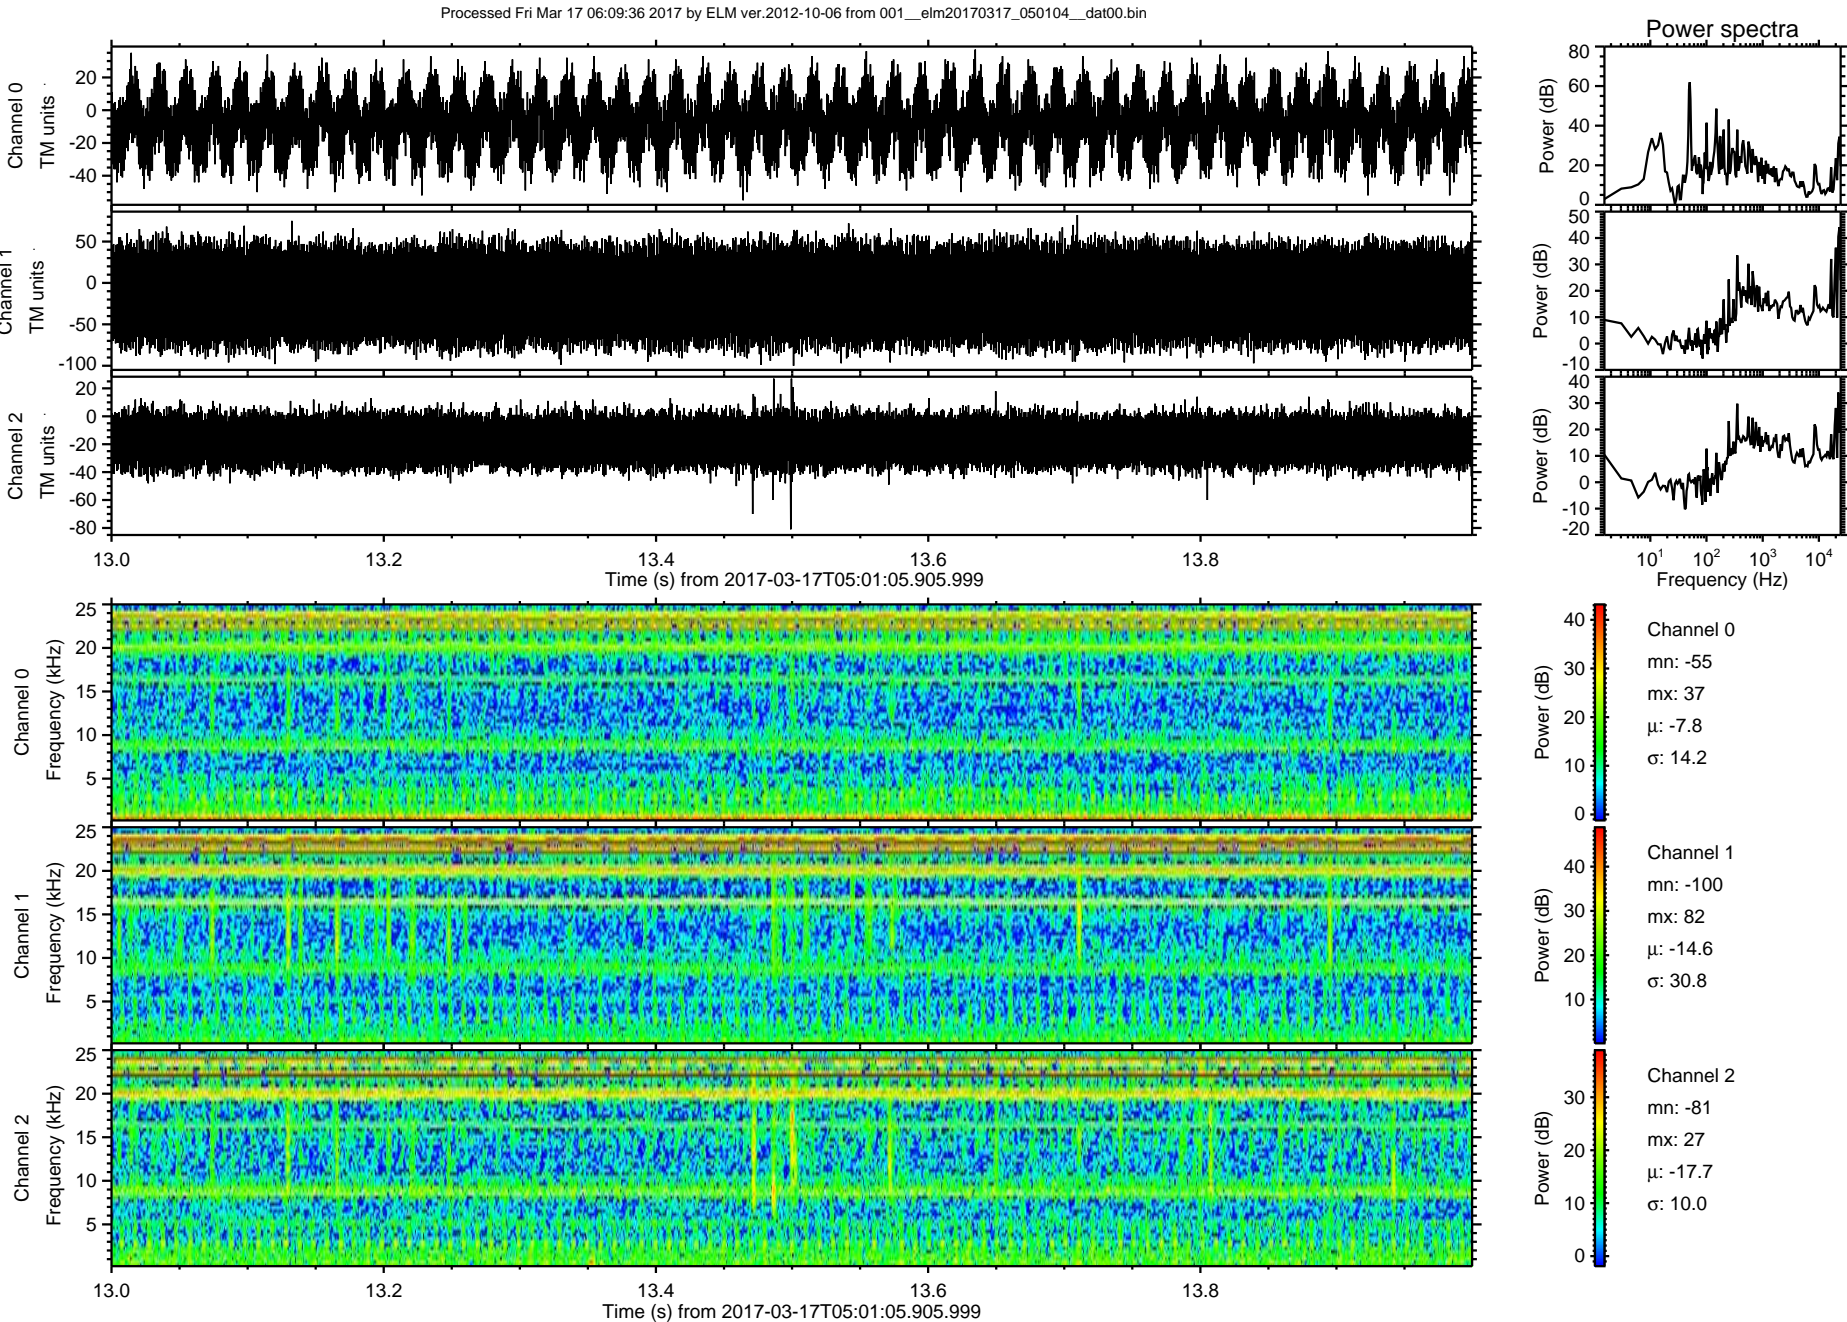 Processed Fri Mar 17 06:09:36 2017 by ELM ver.2012-10-06 from 001__elm20170317_050104__dat00.bin
Power spectra
Channel 0
TM units
20
0
-20
-40
Power (dB)
80
60
40
20
0
Channel 1
TM units
50
0
-50
-100
Power (dB)
50
40
30
20
10
0
-10
Channel 2
TM units
20
0
-20
-40
-60
-80
Power (dB)
40
30
20
10
0
-10
-20
13.0 13.2 13.4 13.6 13.8
Time (s) from 2017-03-17T05:01:05.905.999
10^1 10^2 10^3 10^4
Frequency (Hz)
Channel 0
Frequency (kHz)
25
20
15
10
5
Power (dB)
40
30
20
10
0
Channel 0
mn: -55
mx: 37
μ: -7.8
σ: 14.2
Channel 1
Frequency (kHz)
25
20
15
10
5
Power (dB)
40
30
20
10
Channel 1
mn: -100
mx: 82
μ: -14.6
σ: 30.8
Channel 2
Frequency (kHz)
25
20
15
10
5
Power (dB)
30
20
10
0
Channel 2
mn: -81
mx: 27
μ: -17.7
σ: 10.0
13.0 13.2 13.4 13.6 13.8
Time (s) from 2017-03-17T05:01:05.905.999